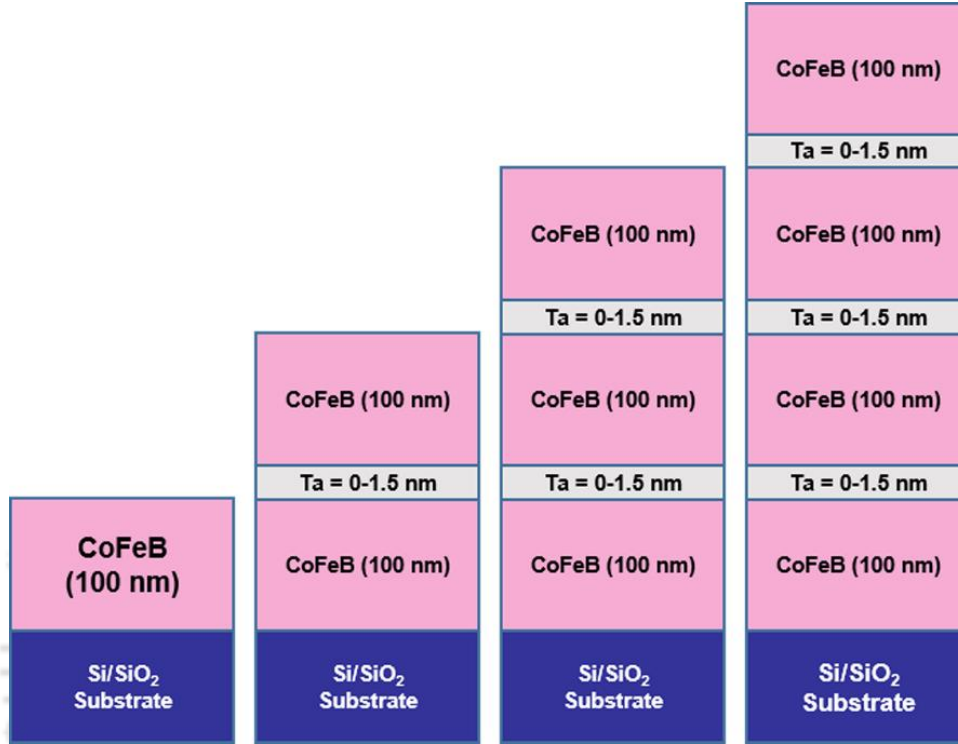 CoFeB
(100 nm)
Si/SiO₂
Substrate
CoFeB (100 nm)
Ta = 0-1.5 nm
CoFeB (100 nm)
Si/SiO₂
Substrate
CoFeB (100 nm)
Ta = 0-1.5 nm
CoFeB (100 nm)
Ta = 0-1.5 nm
CoFeB (100 nm)
Si/SiO₂
Substrate
CoFeB (100 nm)
Ta = 0-1.5 nm
CoFeB (100 nm)
Ta = 0-1.5 nm
CoFeB (100 nm)
Ta = 0-1.5 nm
CoFeB (100 nm)
Si/SiO₂
Substrate